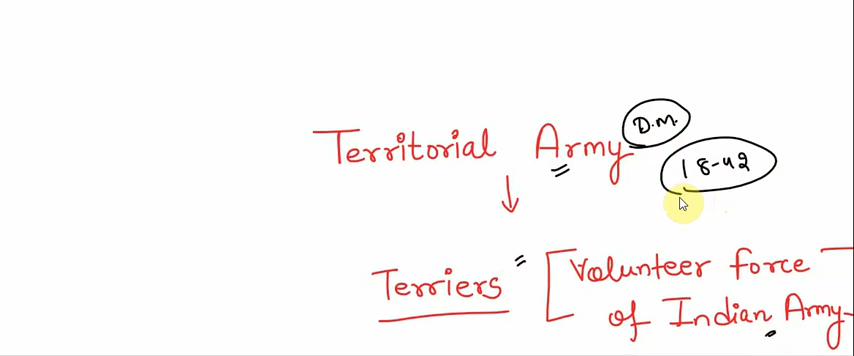 Territorial Army D.M.
18-42
Terriers = [Volunteer force
of Indian Army-